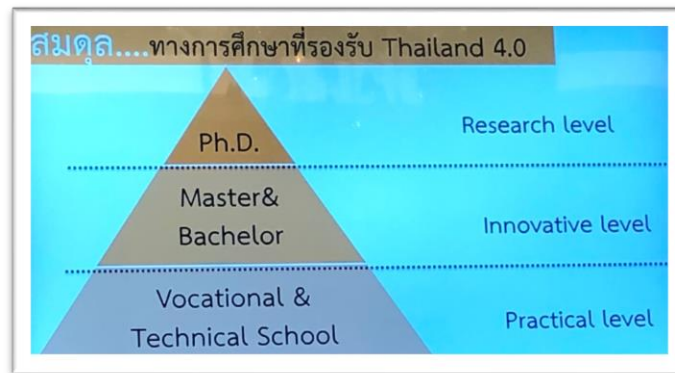 สมดุล....ทางการศึกษาที่รองรับ Thailand 4.0
Ph.D.
Research level
Master&
Bachelor
Innovative level
Vocational &
Technical School
Practical level